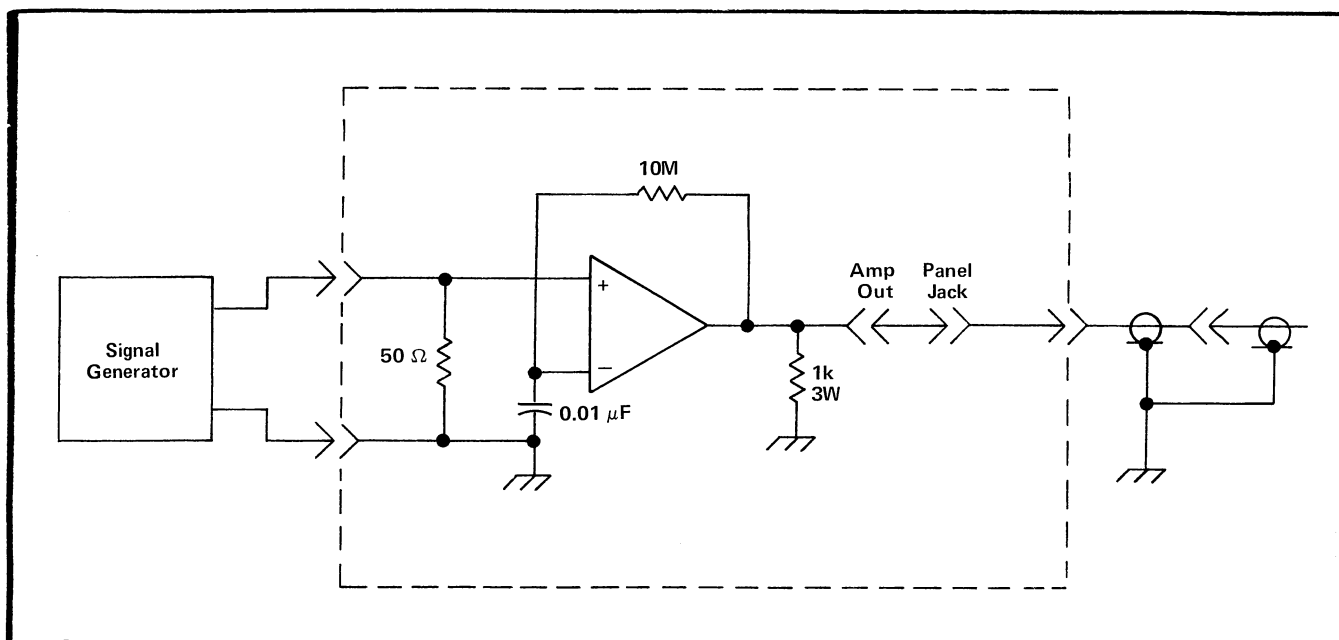 10M
Signal
Generator
50 Ω
+
−
0.01 μF
1k
3W
Amp
Out
Panel
Jack